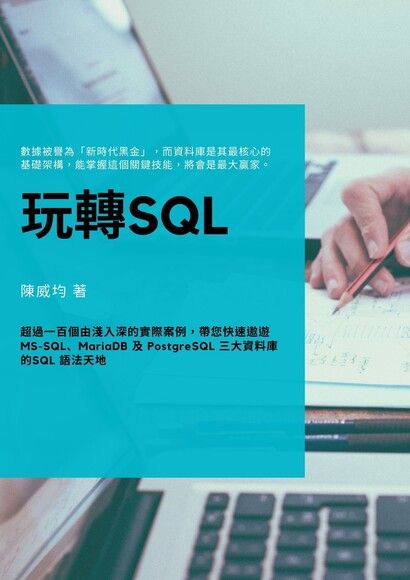 數據被譽為「新時代黑金」，而資料庫是其最核心的
基礎架構，能掌握這個關鍵技能，將會是最大贏家。
玩轉SQL
陳威均 著
超過一百個由淺入深的實際案例，帶您快速遨遊
MS-SQL、MariaDB 及 PostgreSQL 三大資料庫
的SQL 語法天地